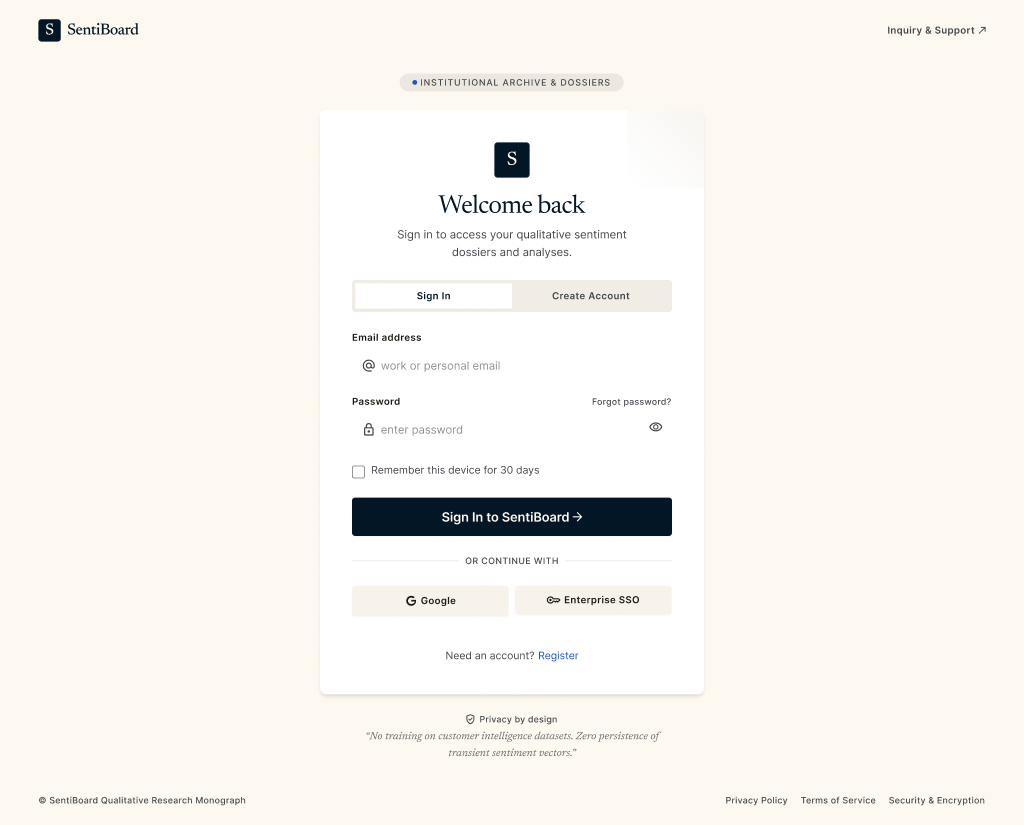 S SentiBoard
Inquiry & Support ↗
INSTITUTIONAL ARCHIVE & DOSSIERS
S
Welcome back
Sign in to access your qualitative sentiment
dossiers and analyses.
Sign In
Create Account
Email address
work or personal email
Password
Forgot password?
enter password
Remember this device for 30 days
Sign In to SentiBoard →
OR CONTINUE WITH
G Google
Enterprise SSO
Need an account? Register
Privacy by design
“No training on customer intelligence datasets. Zero persistence of
transient sentiment vectors.”
© SentiBoard Qualitative Research Monograph
Privacy Policy
Terms of Service
Security & Encryption